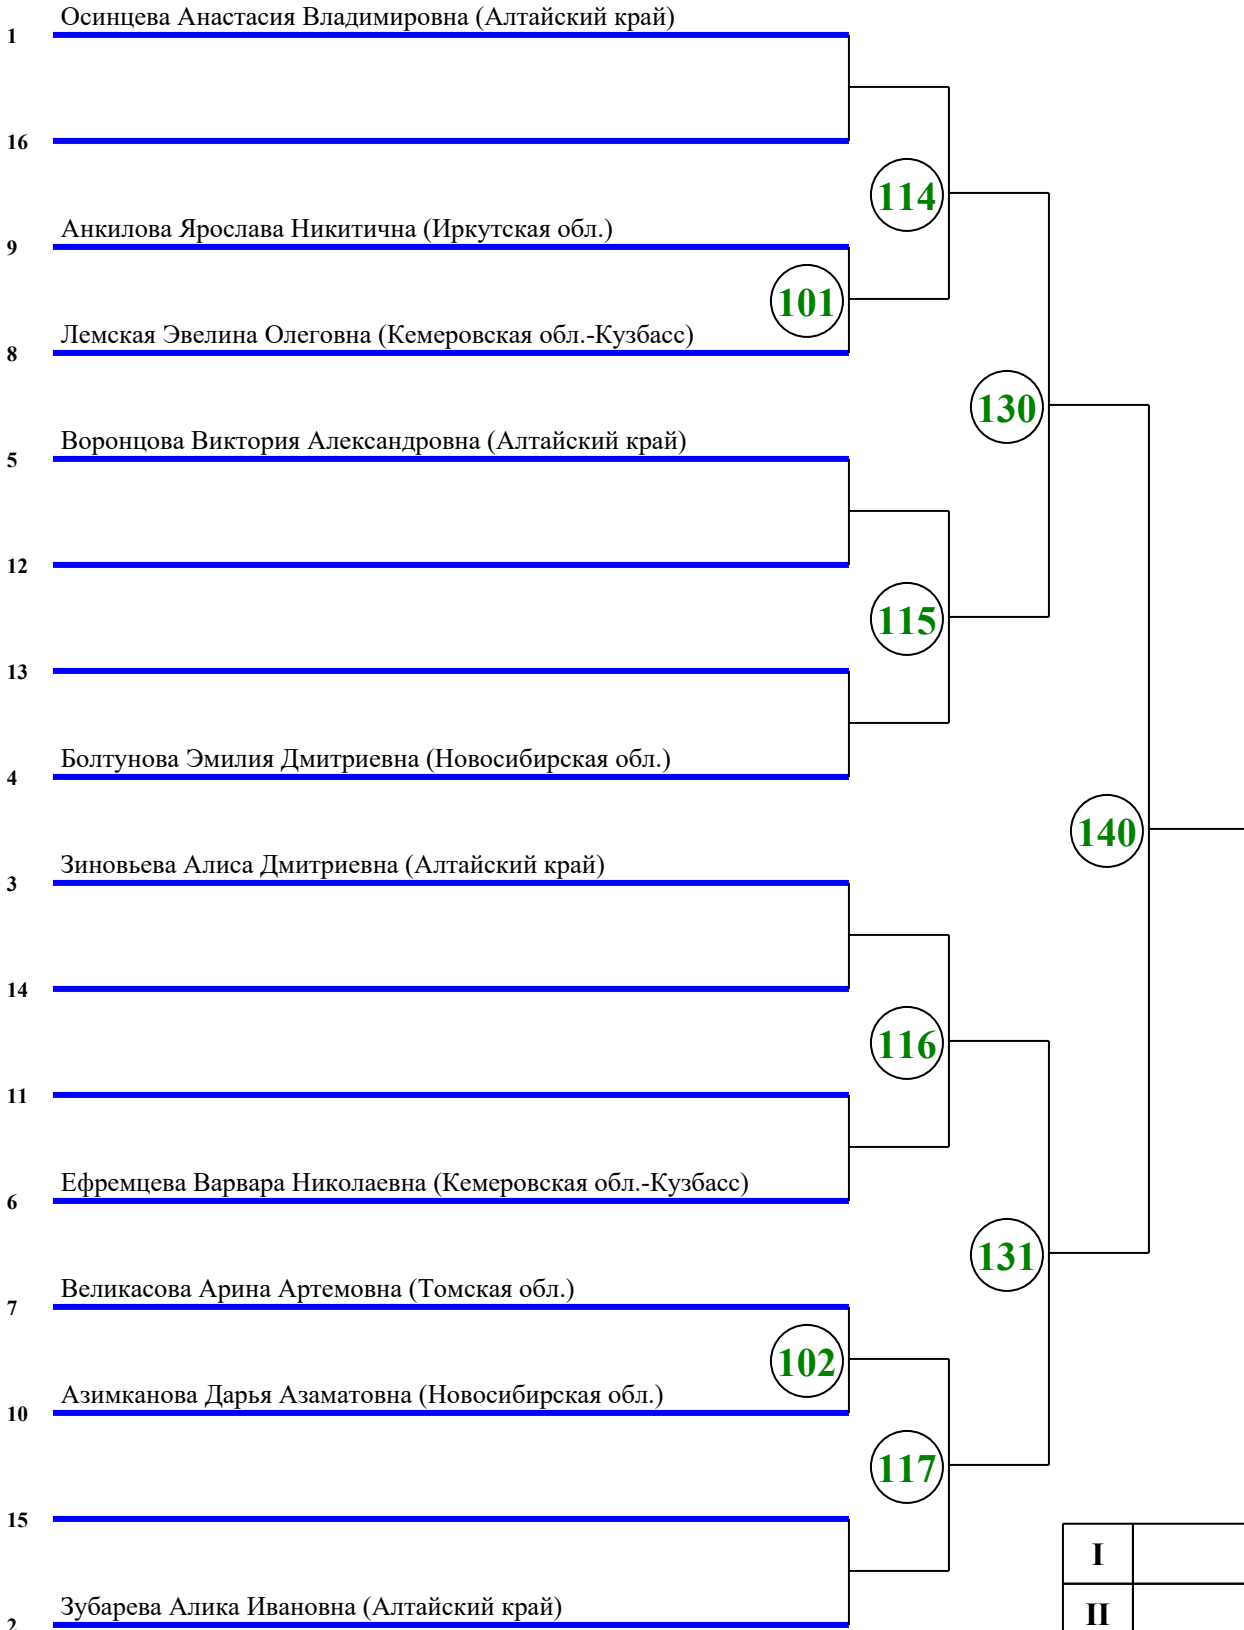 Осинцева Анастасия Владимировна (Алтайский край)
1
16
114
Анкилова Ярослава Никитична (Иркутская обл.)
9
101
Лемская Эвелина Олеговна (Кемеровская обл.-Кузбасс)
8
130
Воронцова Виктория Александровна (Алтайский край)
5
12
115
13
Болтунова Эмилия Дмитриевна (Новосибирская обл.)
4
140
Зиновьева Алиса Дмитриевна (Алтайский край)
3
14
116
11
Ефремцева Варвара Николаевна (Кемеровская обл.-Кузбасс)
6
131
Великасова Арина Артемовна (Томская обл.)
7
102
Азимканова Дарья Азаматовна (Новосибирская обл.)
10
117
15
I
Зубарева Алика Ивановна (Алтайский край)
2
II